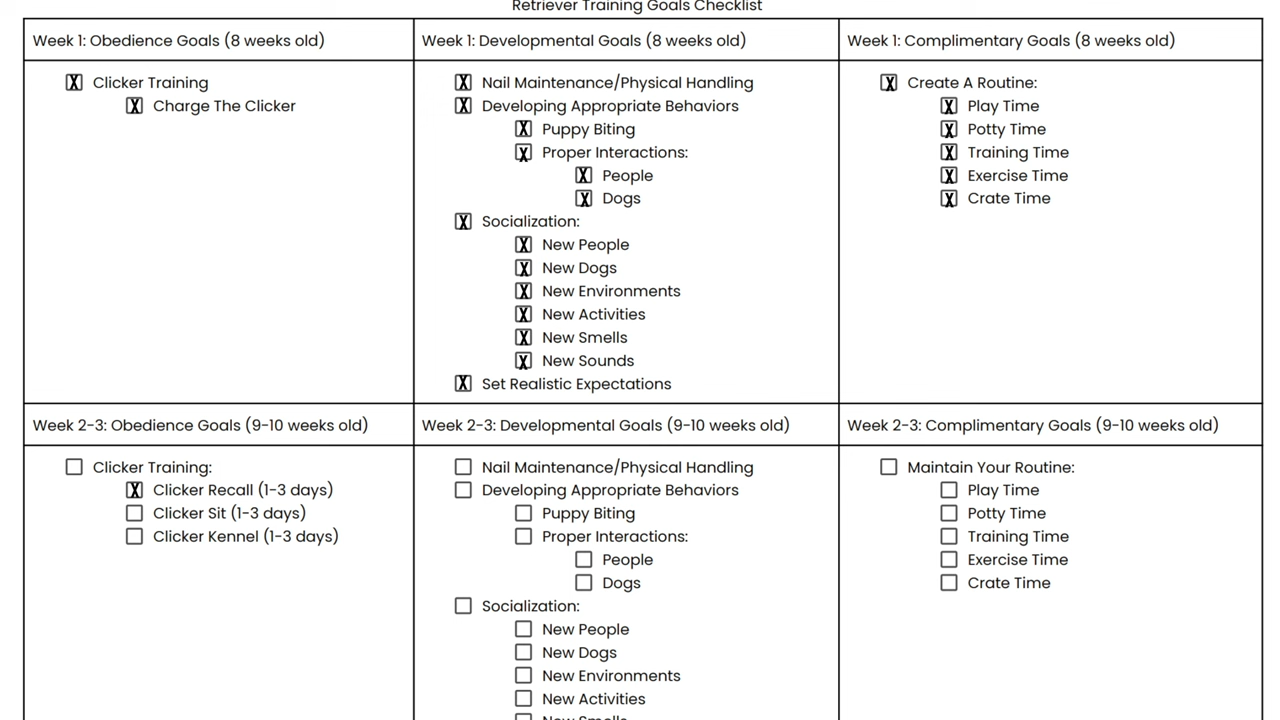 Retriever Training Goals Checklist
Week 1: Obedience Goals (8 weeks old)
X Clicker Training
X Charge The Clicker
Week 1: Developmental Goals (8 weeks old)
X Nail Maintenance/Physical Handling
X Developing Appropriate Behaviors
X Puppy Biting
X Proper Interactions:
X People
X Dogs
X Socialization:
X New People
X New Dogs
X New Environments
X New Activities
X New Smells
X New Sounds
X Set Realistic Expectations
Week 1: Complimentary Goals (8 weeks old)
X Create A Routine:
X Play Time
X Potty Time
X Training Time
X Exercise Time
X Crate Time
Week 2-3: Obedience Goals (9-10 weeks old)
Clicker Training:
X Clicker Recall (1-3 days)
Clicker Sit (1-3 days)
Clicker Kennel (1-3 days)
Week 2-3: Developmental Goals (9-10 weeks old)
Nail Maintenance/Physical Handling
Developing Appropriate Behaviors
Puppy Biting
Proper Interactions:
People
Dogs
Socialization:
New People
New Dogs
New Environments
New Activities
New Smells
Week 2-3: Complimentary Goals (9-10 weeks old)
Maintain Your Routine:
Play Time
Potty Time
Training Time
Exercise Time
Crate Time